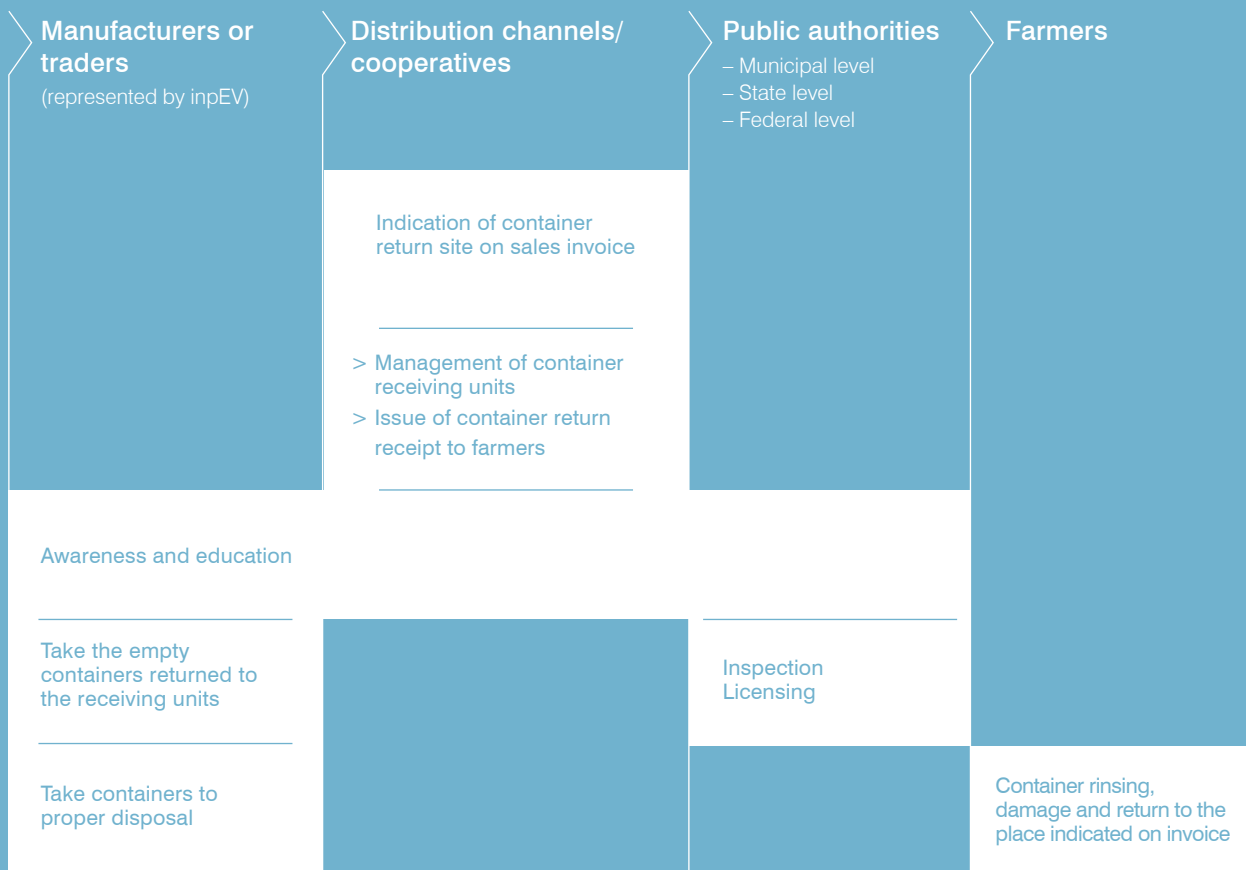 Manufacturers or
traders
(represented by inpEV)
Distribution channels/
cooperatives
Public authorities
– Municipal level
– State level
– Federal level
Farmers
Indication of container
return site on sales invoice
> Management of container
receiving units
> Issue of container return
receipt to farmers
Awareness and education
Take the empty
containers returned to
the receiving units
Inspection
Licensing
Take containers to
proper disposal
Container rinsing,
damage and return to the
place indicated on invoice